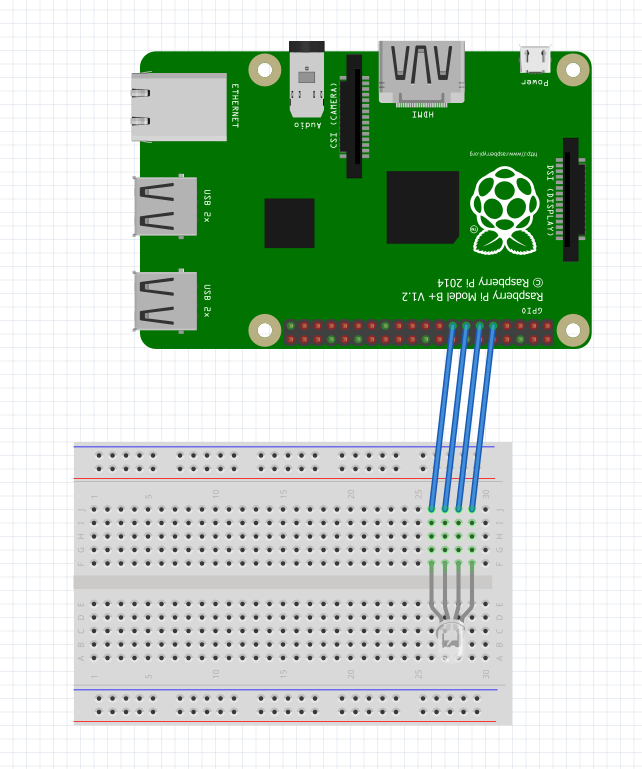 Audio
HDMI
Power
ETHERNET
CSI (CAMERA)
http://www.raspberrypi.org
DSI (DISPLAY)
USB 2x
USB 2x
© Raspberry Pi 2014
Raspberry Pi Model B+ V1.2
GPIO
1 5 10 15 20 25 30
J J
I I
H H
G G
F F
E E
D D
C C
B B
A A
1 5 10 15 20 25 30